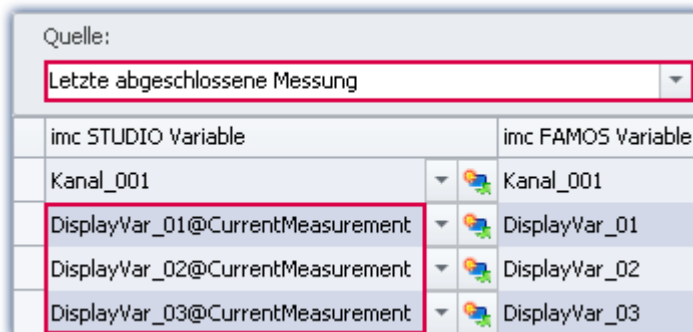 Quelle:
Letzte abgeschlossene Messung
imc STUDIO Variable imc FAMOS Variable
Kanal_001 Kanal_001
DisplayVar_01@CurrentMeasurement DisplayVar_01
DisplayVar_02@CurrentMeasurement DisplayVar_02
DisplayVar_03@CurrentMeasurement DisplayVar_03